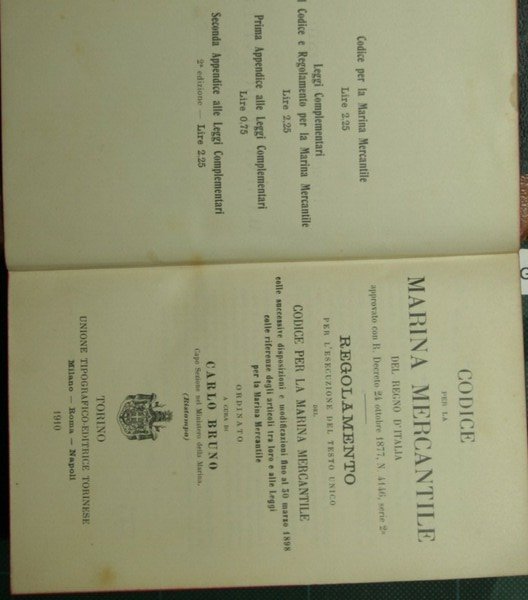 Codice per la Marina Mercantile
Lire 2.25
Codice e Regolamento per la Marina Mercantile
Lire 2.25
Leggi Complementari
Lire 2.25
Prima Appendice alle Leggi Complementari
Lire 0.75
Seconda Appendice alle Leggi Complementari
2ª edizione - Lire 2.25
CODICE
PER LA
MARINA MERCANTILE
DEL REGNO D'ITALIA
approvato con R. Decreto 24 ottobre 1877, N. 4146, serie 2ª
REGOLAMENTO
PER L'ESECUZIONE DEL TESTO UNICO
DEL
CODICE PER LA MARINA MERCANTILE
colle successive disposizioni e modificazioni fino al 30 marzo 1898
colle riferenze degli articoli tra loro e alle Leggi
per la Marina Mercantile
ORDINATO
A CURA DI
CARLO BRUNO
Capo Sezione nel Ministero della Marina.
(Ristampa)
TORINO
UNIONE TIPOGRAFICO-EDITRICE TORINESE
Milano — Roma — Napoli
1910